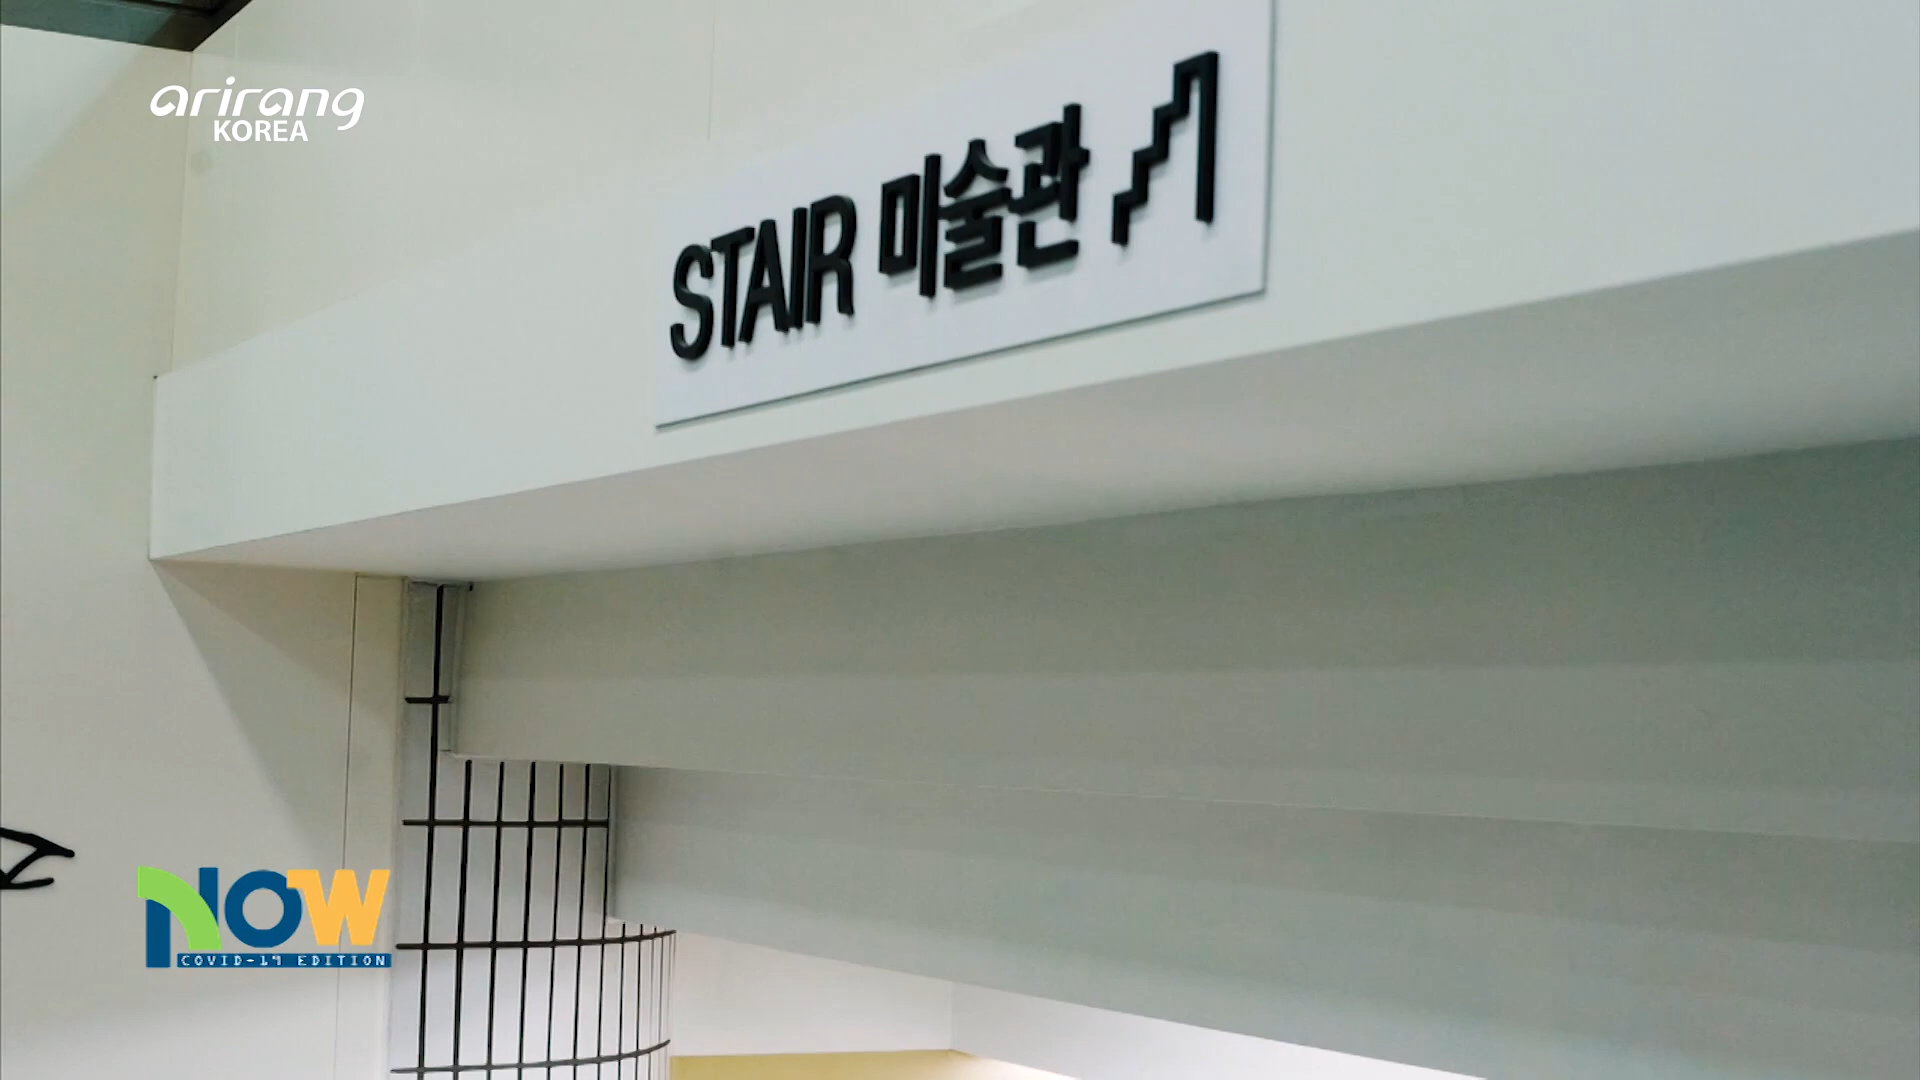 arirang
KOREA
STAIR 미술관
NOW
COVID-19 EDITION